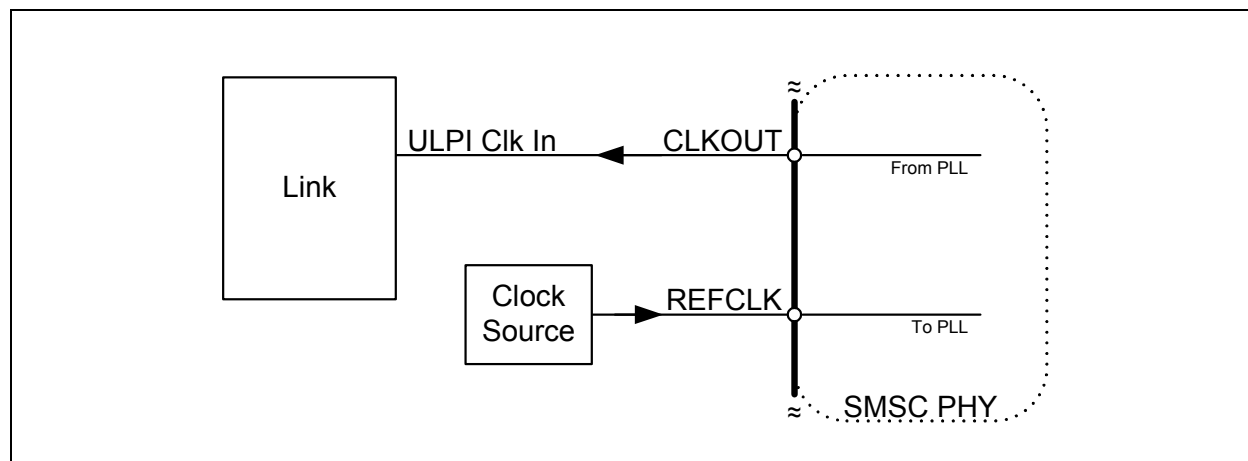 ULPI Clk In
CLKOUT
From PLL
Link
Clock
Source
REFCLK
To PLL
SMSC PHY